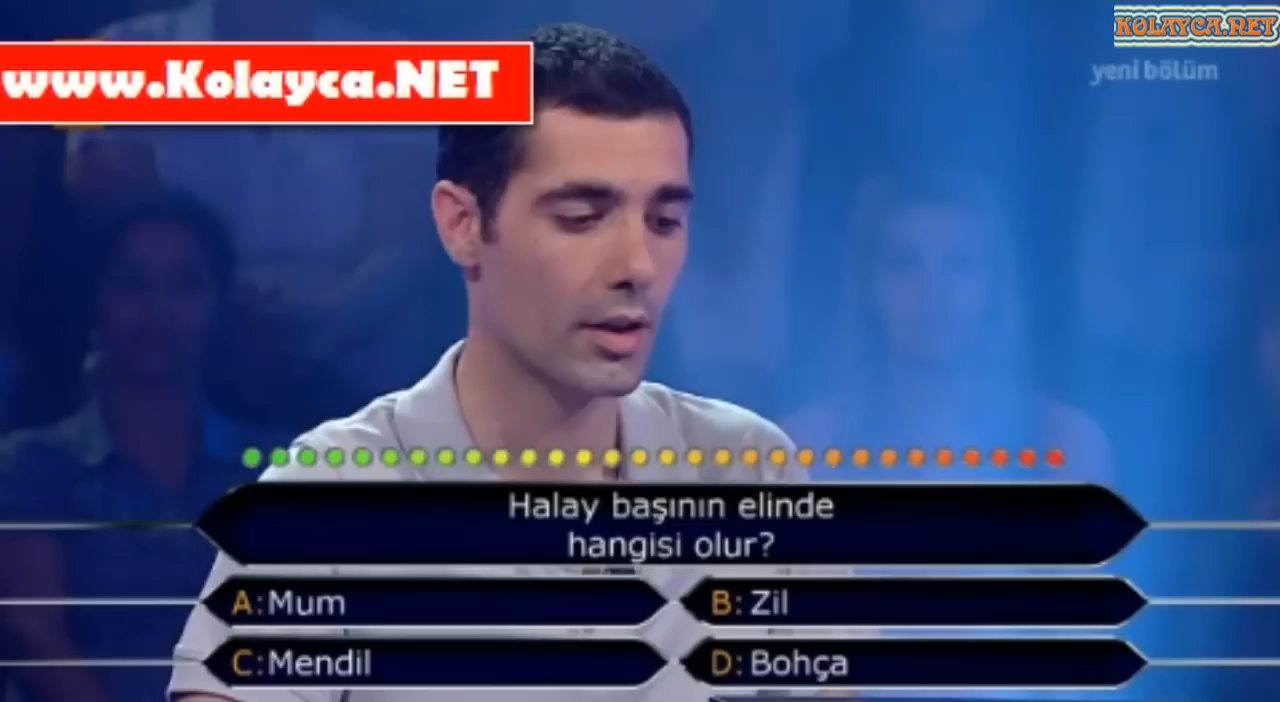 KOLAYCA.NET
www.Kolayca.NET
yeni bölüm
Halay başının elinde
hangisi olur?
A: Mum
B: Zil
C: Mendil
D: Bohça